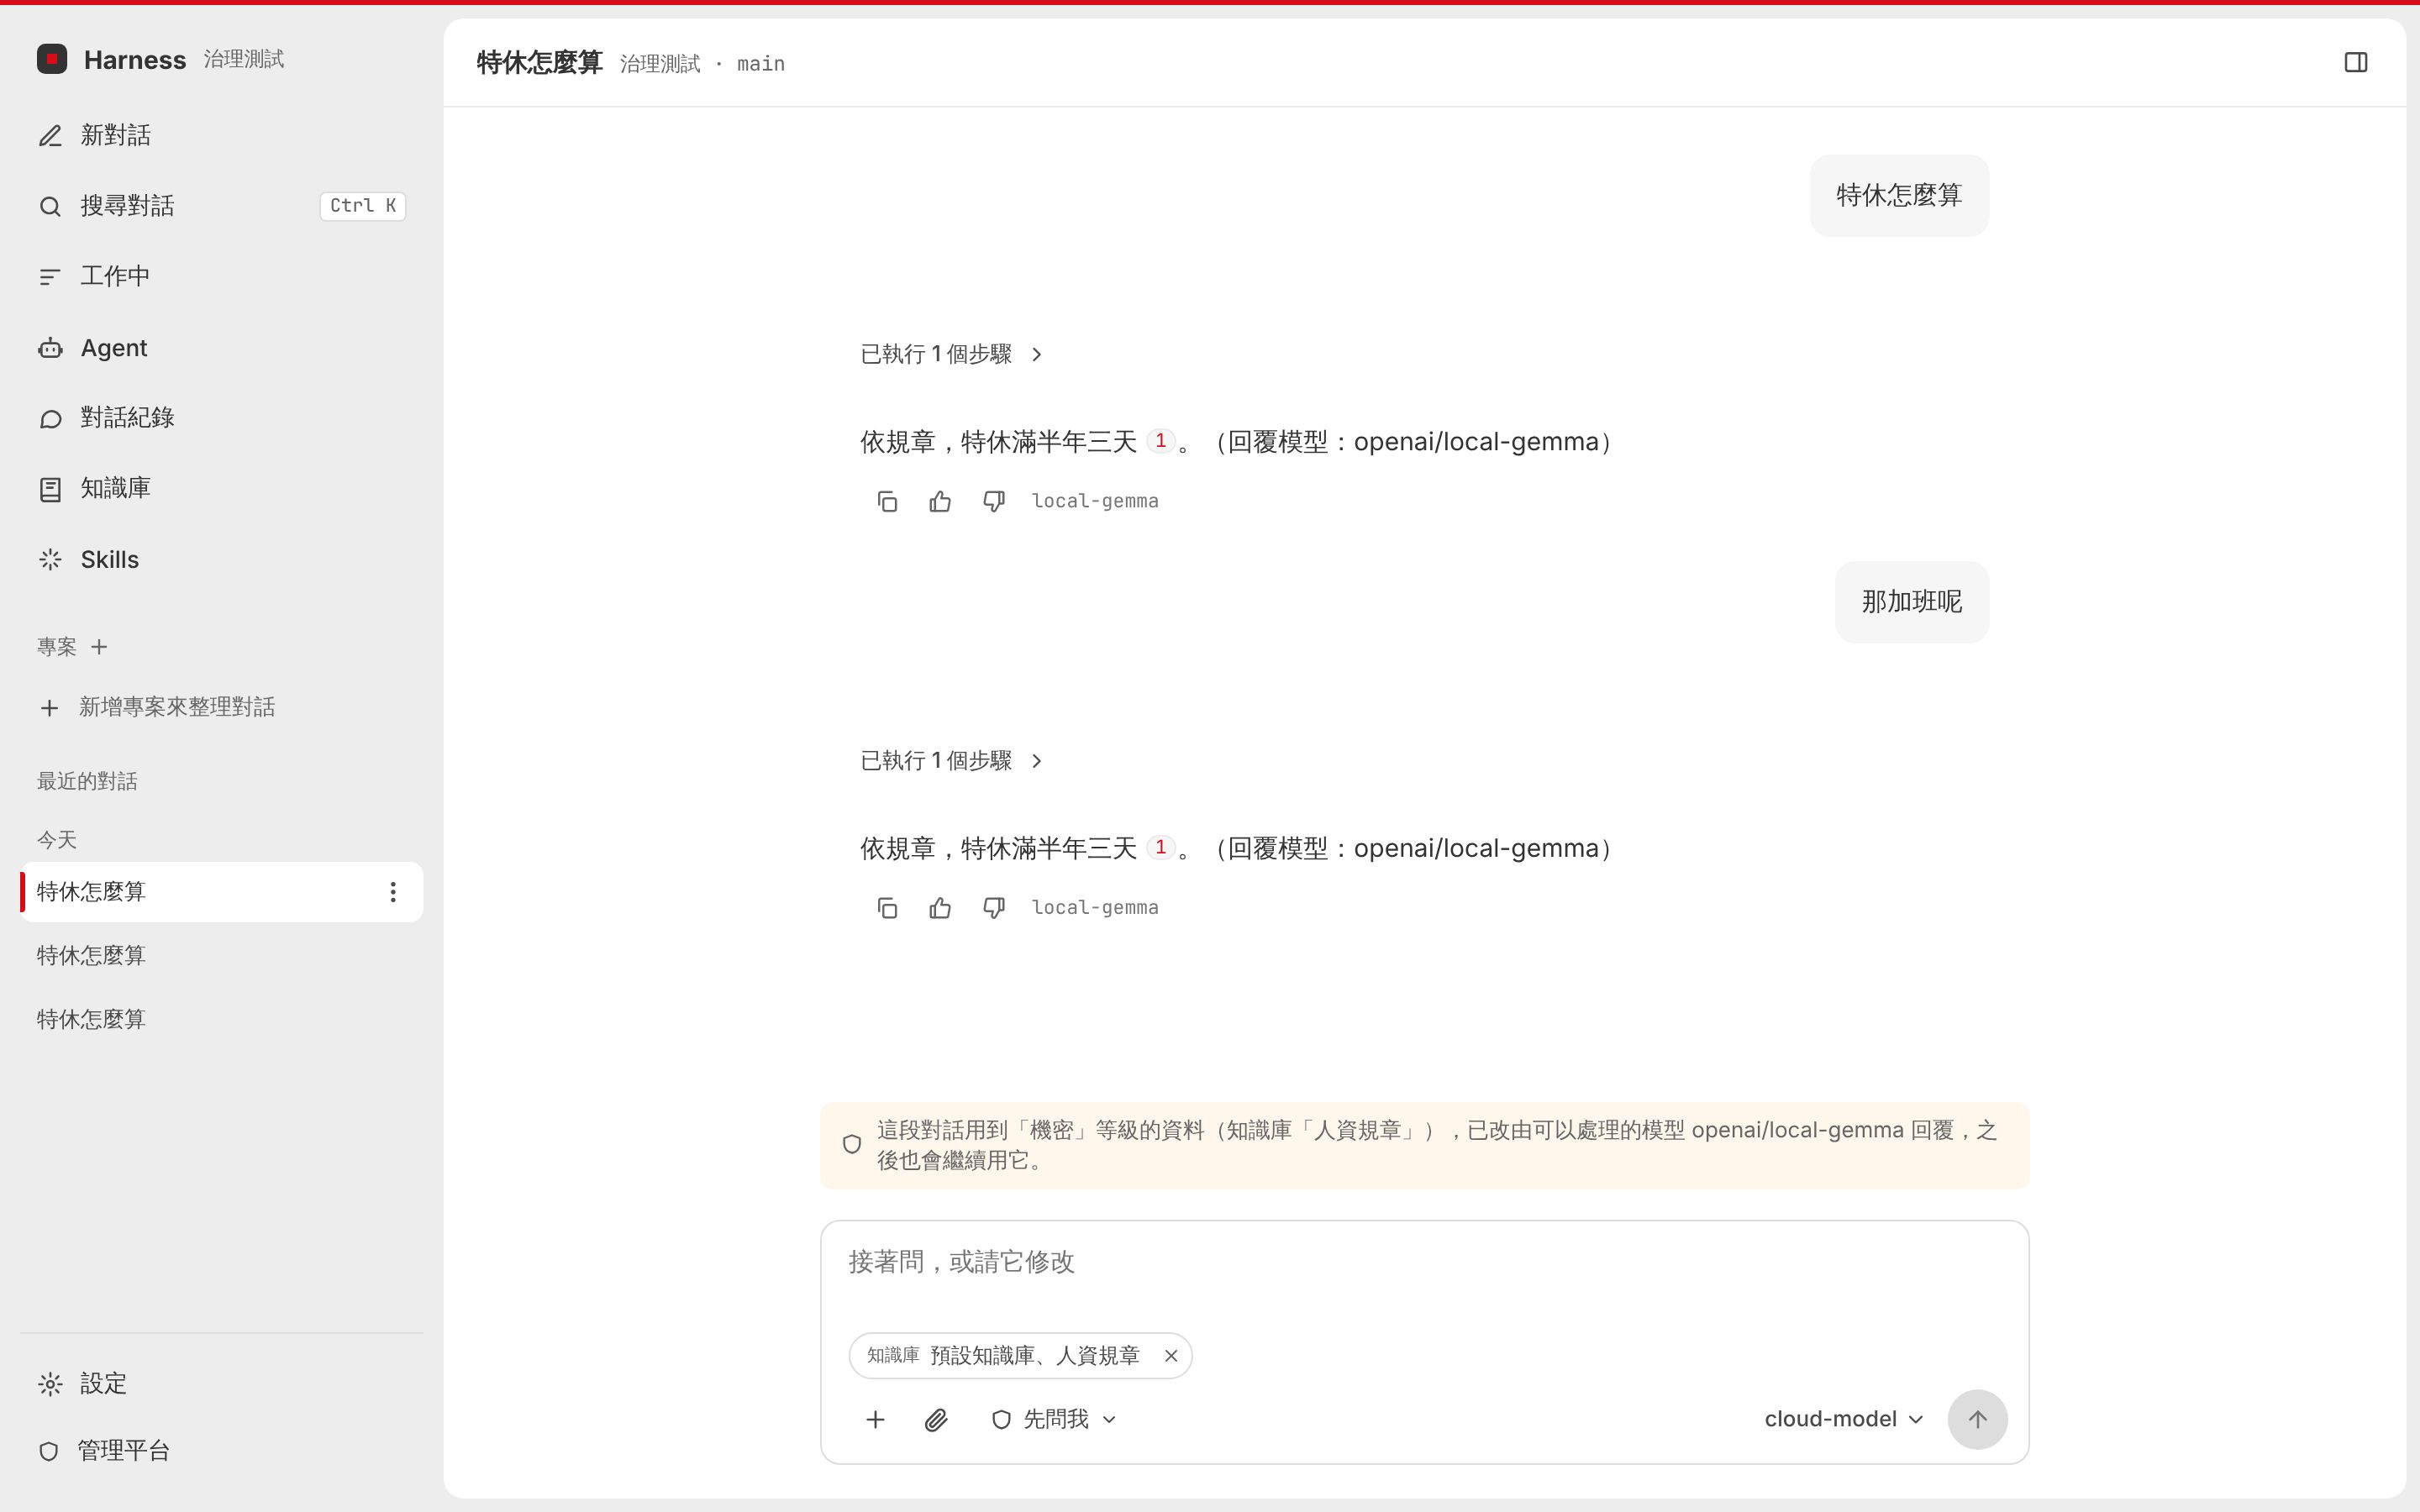 Harness 治理測試
新對話
搜尋對話 Ctrl K
工作中
Agent
對話紀錄
知識庫
Skills
專案
新增專案來整理對話
最近的對話
今天
特休怎麼算
特休怎麼算
特休怎麼算
設定
管理平台
特休怎麼算 治理測試 · main
特休怎麼算
已執行 1 個步驟
依規章，特休滿半年三天 1。（回覆模型：openai/local-gemma）
local-gemma
那加班呢
已執行 1 個步驟
依規章，特休滿半年三天 1。（回覆模型：openai/local-gemma）
local-gemma
這段對話用到「機密」等級的資料（知識庫「人資規章」），已改由可以處理的模型 openai/local-gemma 回覆，之
後也會繼續用它。
接著問，或請它修改
知識庫 預設知識庫、人資規章
先問我
cloud-model